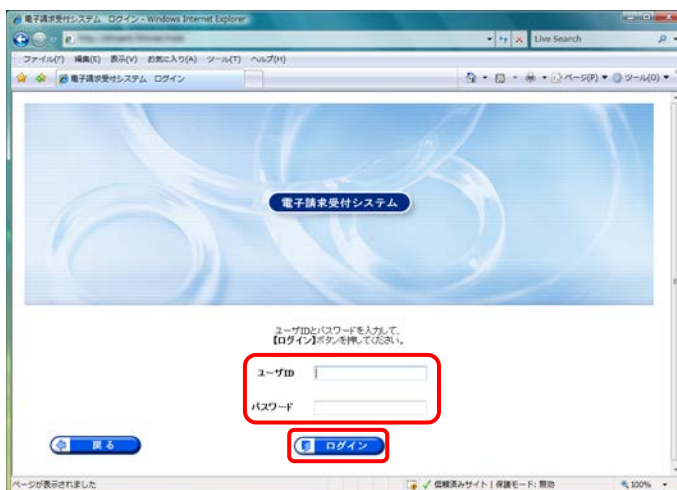 電子請求受付システム ログイン - Windows Internet Explorer
Live Search
ファイル(F) 編集(E) 表示(V) お気に入り(A) ツール(T) ヘルプ(H)
電子請求受付システム ログイン
ページ(P) ツール(O)
電子請求受付システム
ユーザIDとパスワードを入力して、
【ログイン】ボタンを押してください。
ユーザID
パスワード
戻る
ログイン
ページが表示されました
信頼済みサイト | 保護モード: 無効
100%